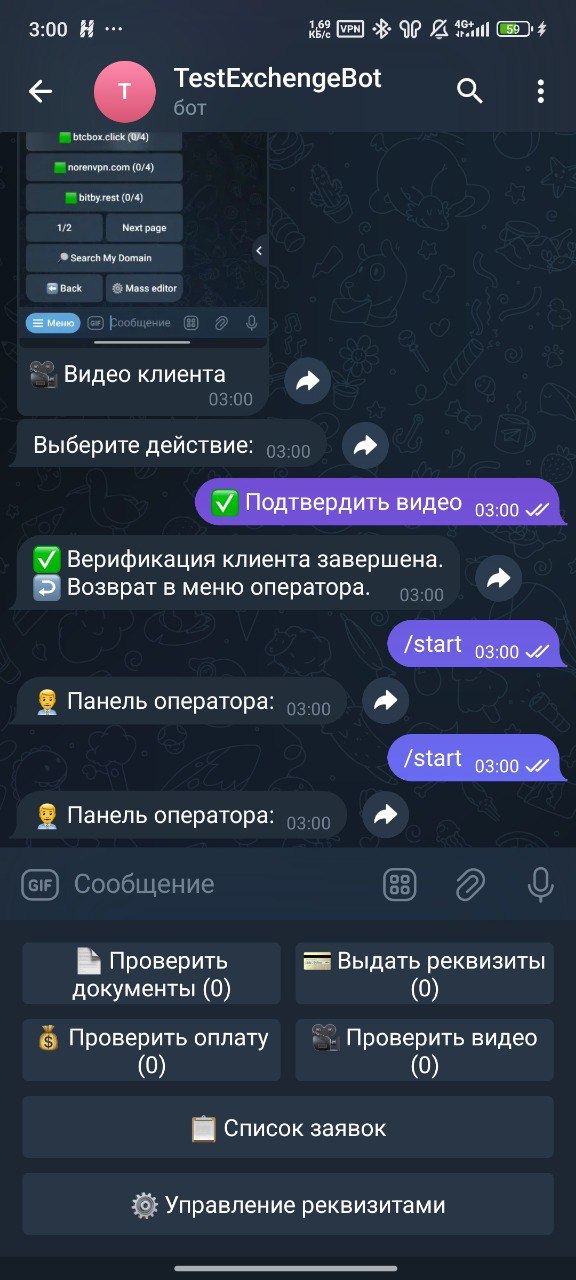 3:00
1,69
КБ/с
VPN
4G+
59
T
TestExchengeBot
бот
btcbox.click (0/4)
norenvpn.com (0/4)
bitby.rest (0/4)
1/2 Next page
Search My Domain
Back Mass editor
Меню GIF Сообщение
Видео клиента
03:00
Выберите действие: 03:00
Подтвердить видео 03:00
Верификация клиента завершена.
Возврат в меню оператора. 03:00
/start 03:00
Панель оператора: 03:00
/start 03:00
Панель оператора: 03:00
GIF Сообщение
Проверить
документы (0)
Выдать реквизиты
(0)
Проверить оплату
(0)
Проверить видео
(0)
Список заявок
Управление реквизитами